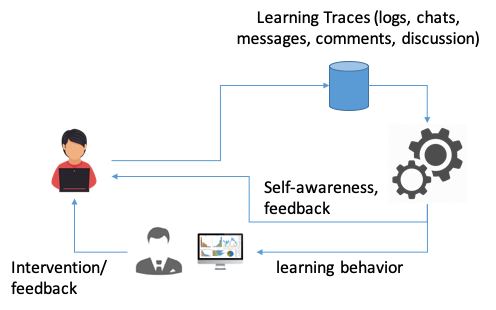 Learning Traces (logs, chats,
messages, comments, discussion)
Self-awareness,
feedback
learning behavior
Intervention/
feedback